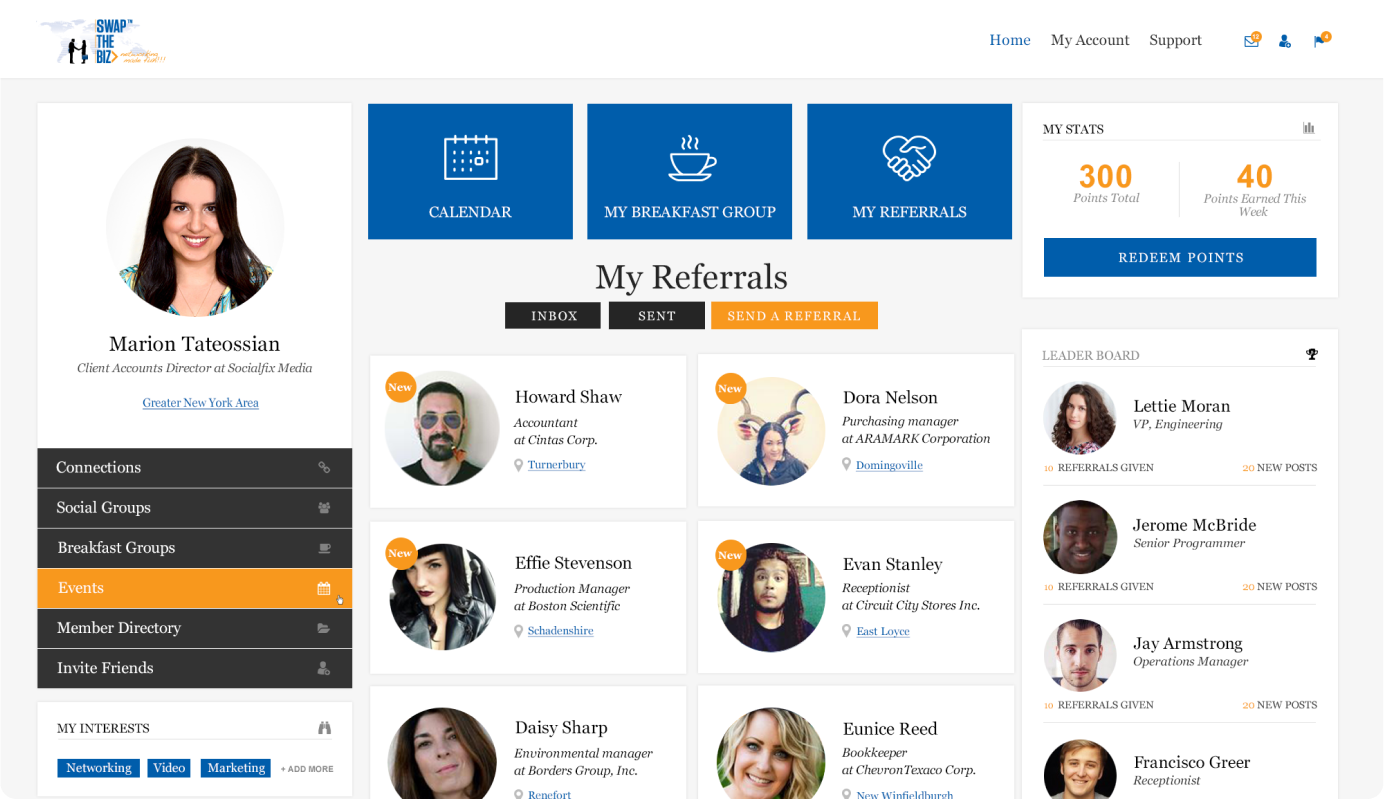 SWAP™
THE
BIZ
networking
made fun!!!
Home
My Account
Support
12
4
Marion Tateossian
Client Accounts Director at Socialfix Media
Greater New York Area
Connections
Social Groups
Breakfast Groups
Events
Member Directory
Invite Friends
MY INTERESTS
Networking
Video
Marketing
+ ADD MORE
CALENDAR
MY BREAKFAST GROUP
MY REFERRALS
My Referrals
INBOX
SENT
SEND A REFERRAL
New
Howard Shaw
Accountant
at Cintas Corp.
Turnerbury
New
Dora Nelson
Purchasing manager
at ARAMARK Corporation
Domingoville
New
Effie Stevenson
Production Manager
at Boston Scientific
Schadenshire
New
Evan Stanley
Receptionist
at Circuit City Stores Inc.
East Loyce
Daisy Sharp
Environmental manager
at Borders Group, Inc.
Renefort
Eunice Reed
Bookkeeper
at ChevronTexaco Corp.
New Winfieldburgh
MY STATS
300
Points Total
40
Points Earned This
Week
REDEEM POINTS
LEADER BOARD
Lettie Moran
VP, Engineering
10 REFERRALS GIVEN
20 NEW POSTS
Jerome McBride
Senior Programmer
10 REFERRALS GIVEN
20 NEW POSTS
Jay Armstrong
Operations Manager
10 REFERRALS GIVEN
20 NEW POSTS
Francisco Greer
Receptionist